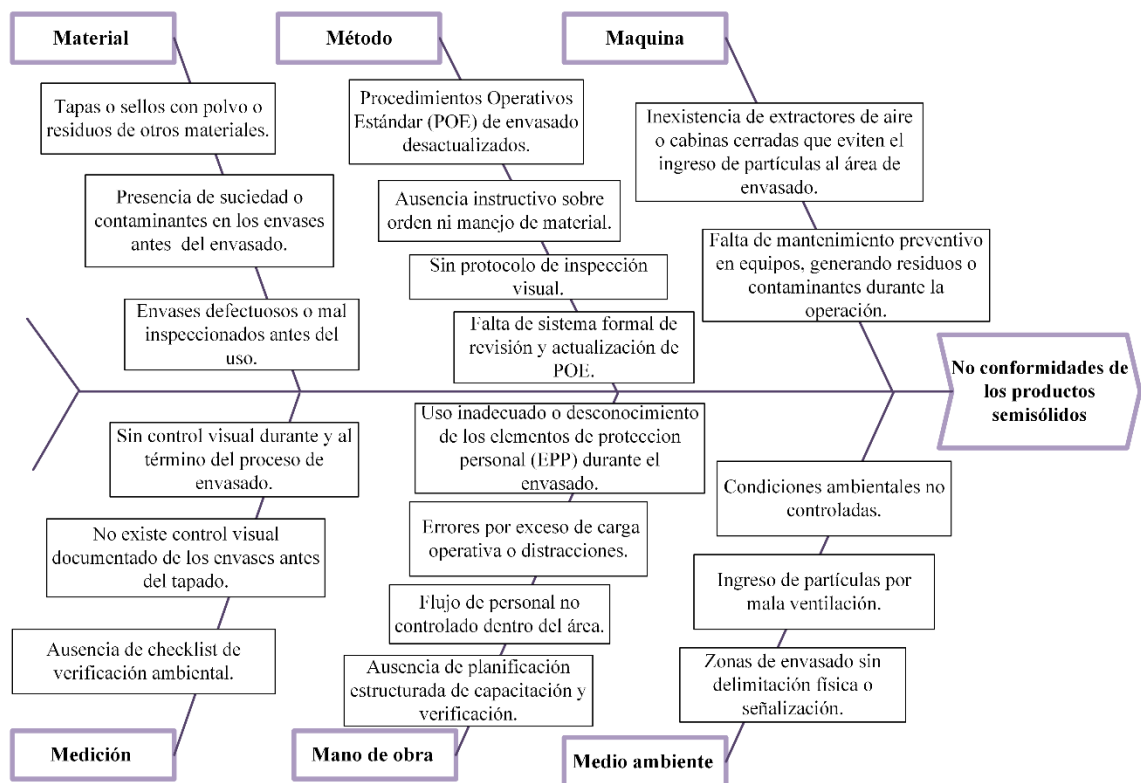 Material
Método
Maquina
Tapas o sellos con polvo o
residuos de otros materiales.
Presencia de suciedad o
contaminantes en los envases
antes del envasado.
Envases defectuosos o mal
inspeccionados antes del
uso.
Procedimientos Operativos
Estándar (POE) de envasado
desactualizados.
Ausencia instructivo sobre
orden ni manejo de material.
Sin protocolo de inspección
visual.
Falta de sistema formal de
revisión y actualización de
POE.
Inexistencia de extractores de aire
o cabinas cerradas que eviten el
ingreso de partículas al área de
envasado.
Falta de mantenimiento preventivo
en equipos, generando residuos o
contaminantes durante la
operación.
No conformidades de
los productos
semisólidos
Sin control visual durante y al
término del proceso de
envasado.
No existe control visual
documentado de los envases antes
del tapado.
Ausencia de checklist de
verificación ambiental.
Uso inadecuado o desconocimiento
de los elementos de proteccion
personal (EPP) durante el
envasado.
Errores por exceso de carga
operativa o distracciones.
Flujo de personal no
controlado dentro del área.
Ausencia de planificación
estructurada de capacitación y
verificación.
Condiciones ambientales no
controladas.
Ingreso de partículas por
mala ventilación.
Zonas de envasado sin
delimitación física o
señalización.
Medición
Mano de obra
Medio ambiente